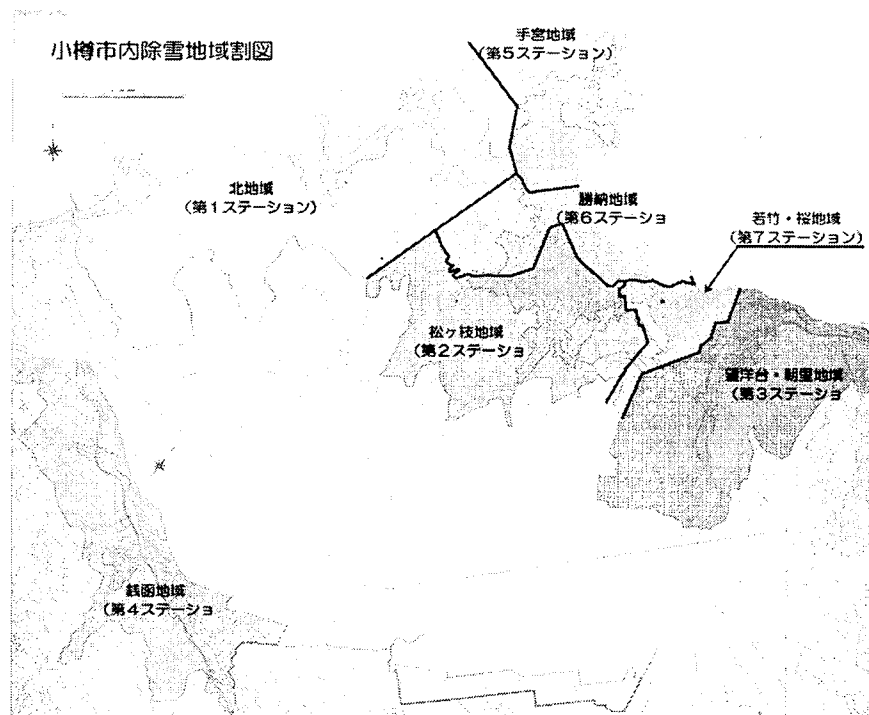 小樽市内除雪地域割図
手宮地域
(第5ステーション)
北地域
(第1ステーション)
勝納地域
(第6ステーショ
若竹・桜地域
(第7ステーション)
松ヶ枝地域
(第2ステーショ
望洋台・朝里地域
(第3ステーショ
銭函地域
(第4ステーショ